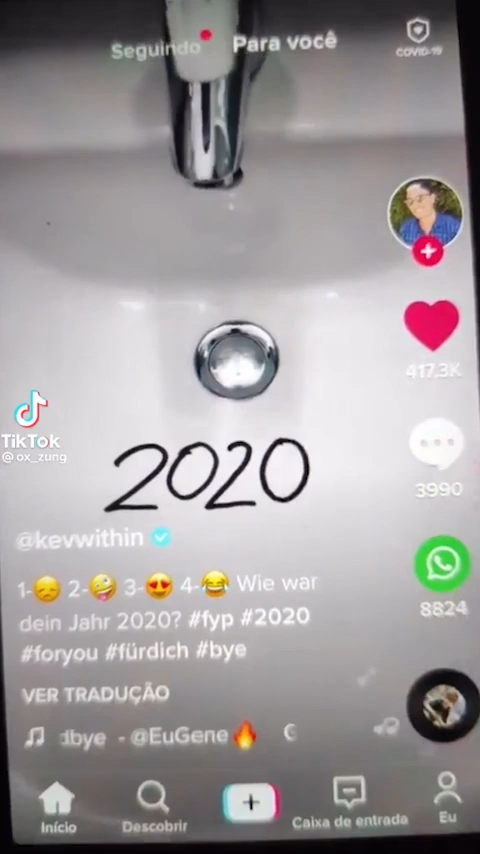 Seguindo Para você
COVID-19
417.3K
TikTok
@ox_zung
3990
2020
@kevwithin
8824
1-😞 2-🤪 3-😍 4-😂 Wie war
dein Jahr 2020? #fyp #2020
#foryou #fürdich #bye
VER TRADUÇÃO
dbye - @EuGene🔥
Início Descobrir Caixa de entrada Eu